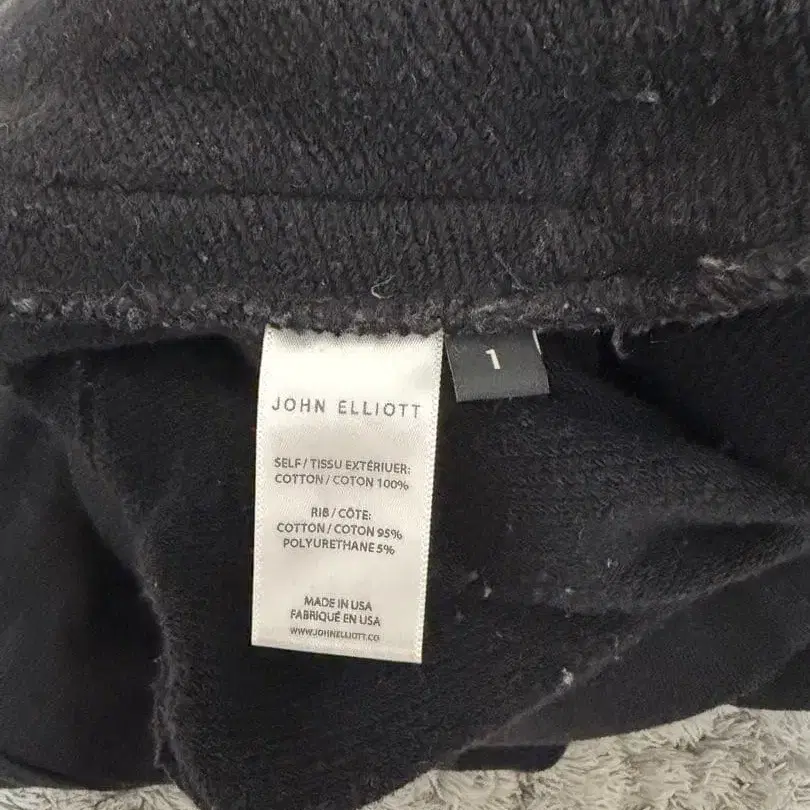 1
JOHN ELLIOTT
SELF / TISSU EXTÉRIUER:
COTTON / COTON 100%
RIB / CÔTE:
COTTON / COTON 95%
POLYURETHANE 5%
MADE IN USA
FABRIQUÉ EN USA
WWW.JOHNELLIOTT.CO